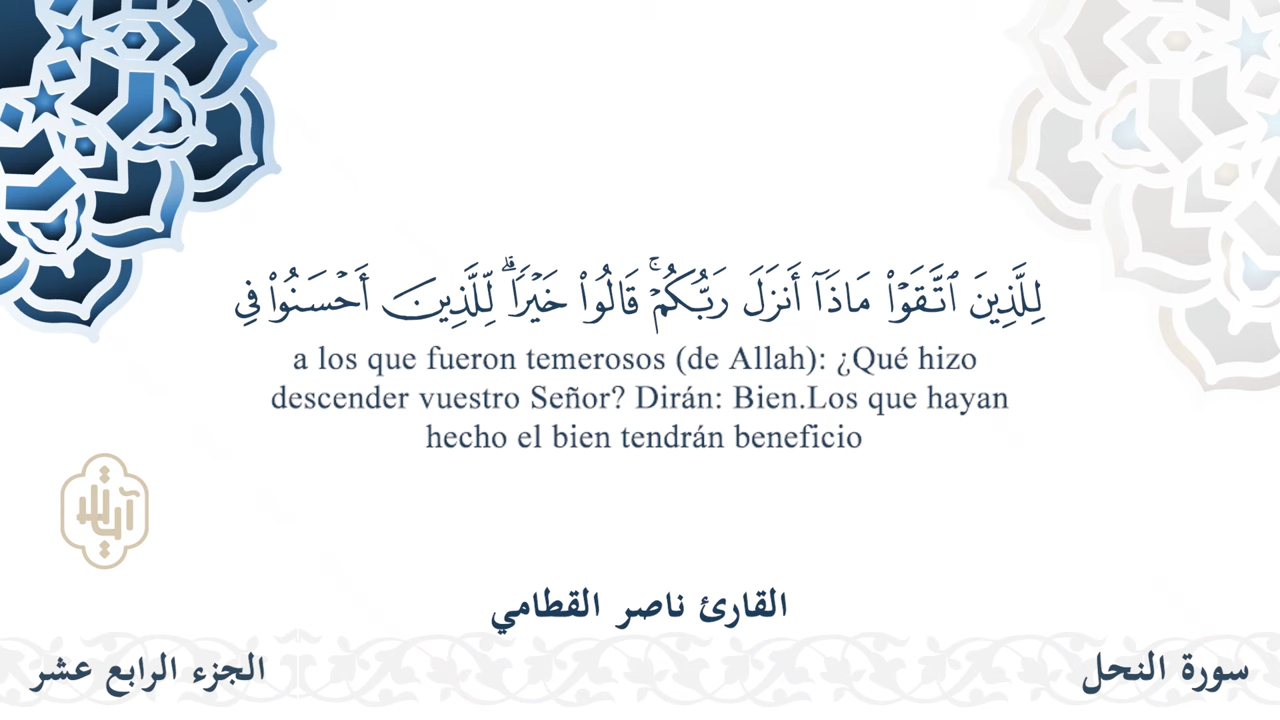 لِلَّذِينَ ٱتَّقَوْا۟ مَاذَآ أَنزَلَ رَبُّكُمْ ۚ قَالُوا۟ خَيْرًا ۗ لِّلَّذِينَ أَحْسَنُوا۟ فِى
a los que fueron temerosos (de Allah): ¿Qué hizo
descender vuestro Señor? Dirán: Bien.Los que hayan
hecho el bien tendrán beneficio
القارئ ناصر القطامي
سورة النحل
الجزء الرابع عشر